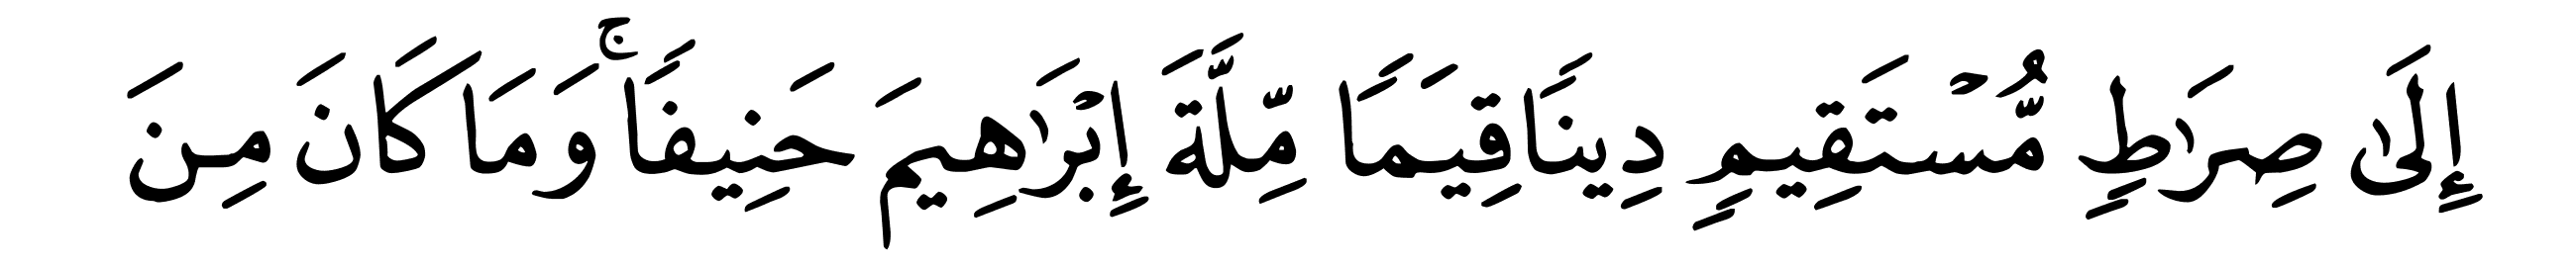 إِلَىٰ صِرَٰطٍ مُّسْتَقِيمٍ دِينًا قِيَمًا مِّلَّةَ إِبْرَٰهِيمَ حَنِيفًا ۚ وَمَا كَانَ مِنَ